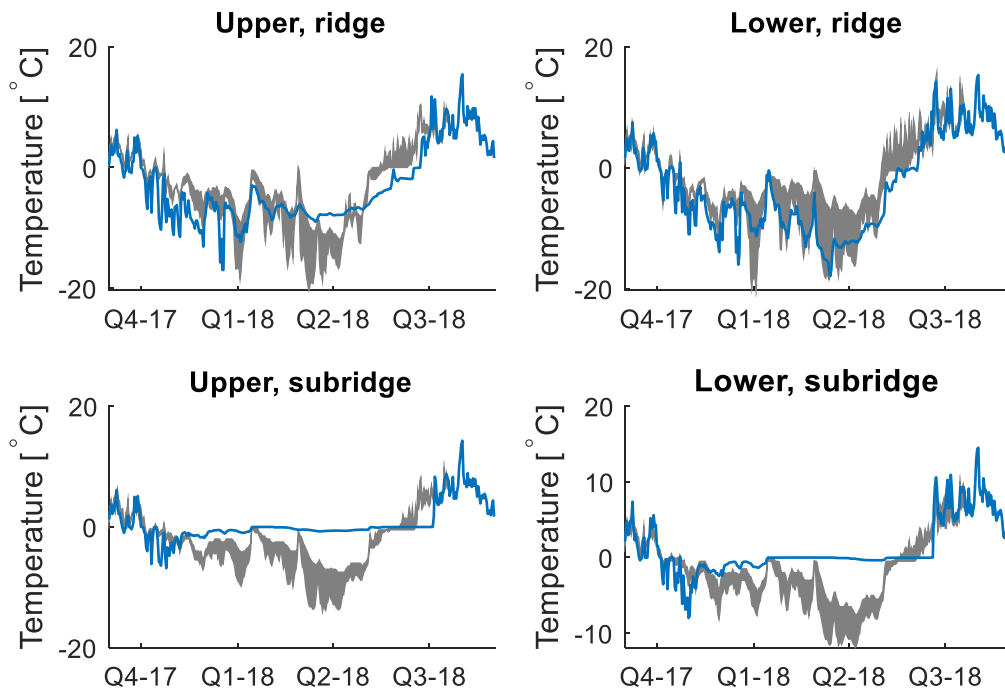 Upper, ridge
Temperature [°C]
20
0
-20
Q4-17 Q1-18 Q2-18 Q3-18
Lower, ridge
Temperature [°C]
20
0
-20
Q4-17 Q1-18 Q2-18 Q3-18
Upper, subridge
Temperature [°C]
20
0
-20
Q4-17 Q1-18 Q2-18 Q3-18
Lower, subridge
Temperature [°C]
20
10
0
-10
Q4-17 Q1-18 Q2-18 Q3-18